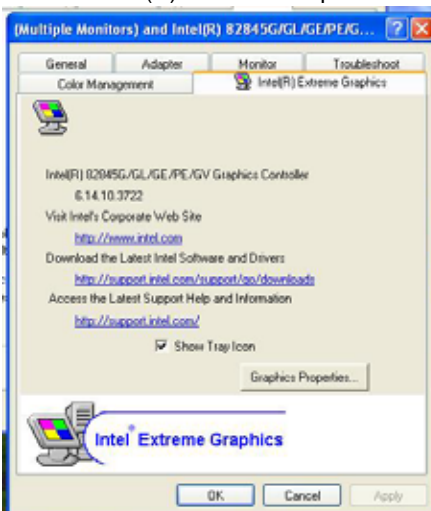 (Multiple Monitors) and Intel(R) 82845G/GL/GE/PE/G...
General Adapter Monitor Troubleshoot
Color Management Intel(R) Extreme Graphics
Intel(R) 82845G/GL/GE/PE/GV Graphics Controller
6.14.10.3722
Visit Intel's Corporate Web Site
http://www.intel.com
Download the Latest Intel Software and Drivers
http://support.intel.com/support/go/downloads
Access the Latest Support Help and Information
http://support.intel.com/
Show Tray Icon
Graphics Properties...
Intel® Extreme Graphics
OK Cancel Apply